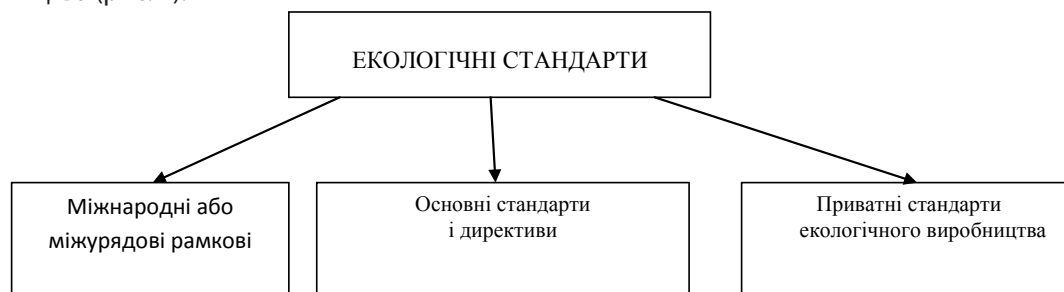 ЕКОЛОГІЧНІ СТАНДАРТИ
Міжнародні або
міжурядові рамкові
Основні стандарти
і директиви
Приватні стандарти
екологічного виробництва